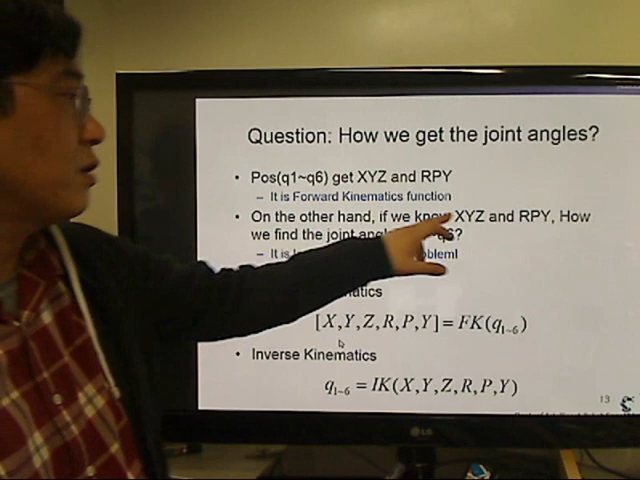 Question: How we get the joint angles?
• Pos(q1~q6) get XYZ and RPY
– It is Forward Kinematics function
• On the other hand, if we know XYZ and RPY, How
we find the joint q6?
– It is
[X,Y,Z,R,P,Y]=FK(q1~6)
• Inverse Kinematics
q1~6=IK(X,Y,Z,R,P,Y)
13
LG